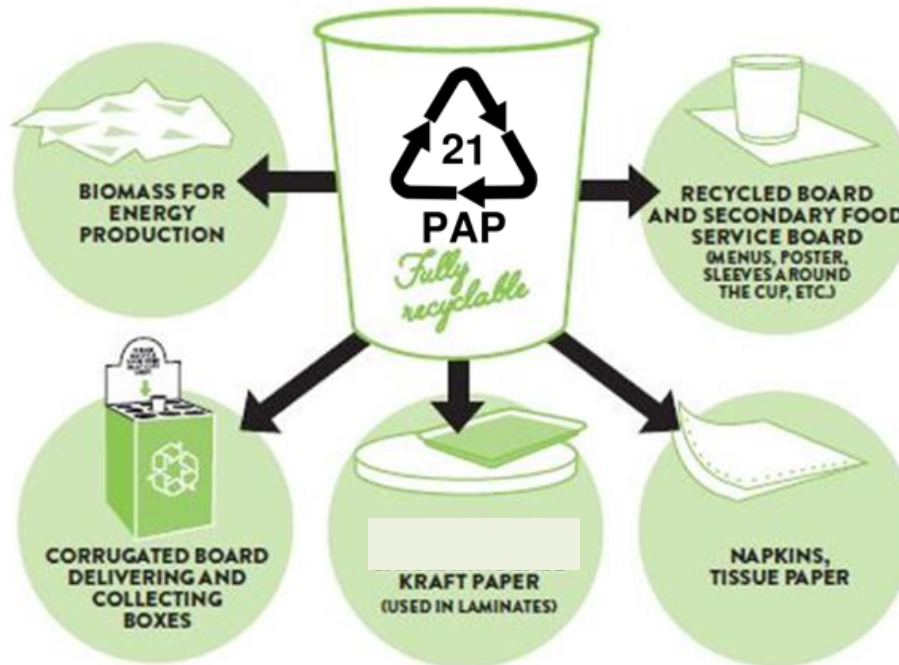 21
PAP
Fully
recyclable
BIOMASS FOR
ENERGY
PRODUCTION
RECYCLED BOARD
AND SECONDARY FOOD
SERVICE BOARD
(MENUS, POSTER,
SLEEVES AROUND
THE CUP, ETC.)
CORRUGATED BOARD
DELIVERING AND
COLLECTING
BOXES
KRAFT PAPER
(USED IN LAMINATES)
NAPKINS,
TISSUE PAPER